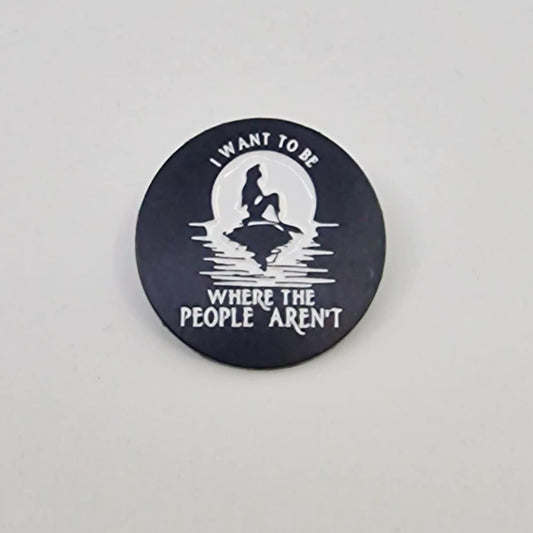 I WANT TO BE
WHERE THE
PEOPLE AREN'T